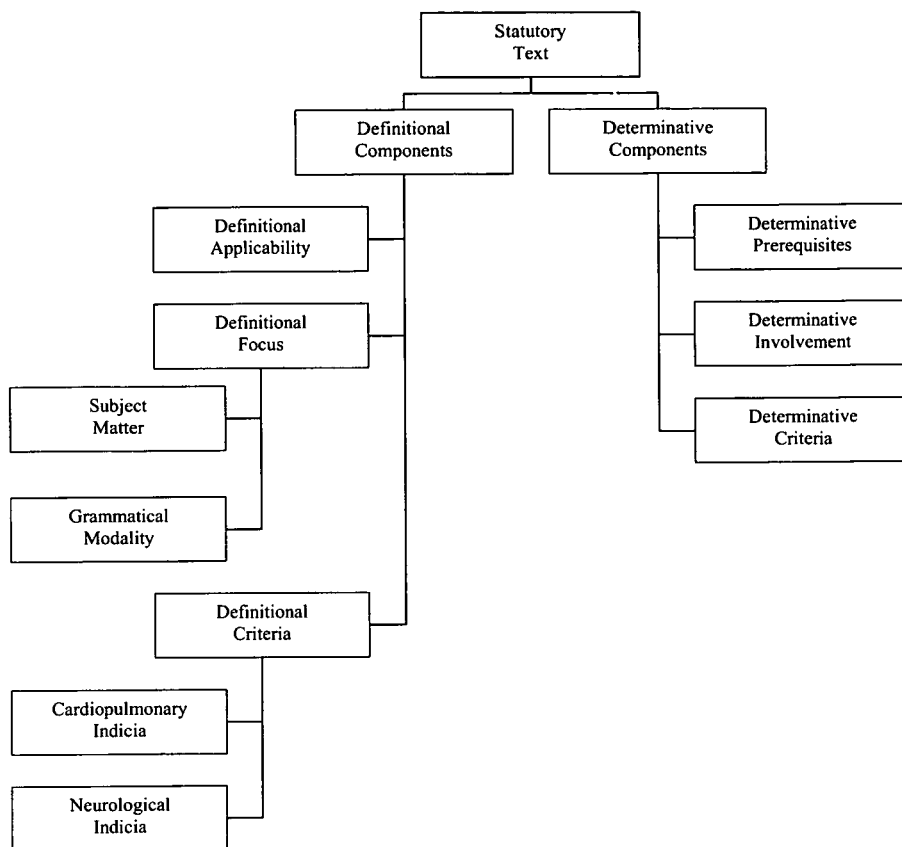 Statutory
Text
Definitional
Components
Determinative
Components
Definitional
Applicability
Determinative
Prerequisites
Definitional
Focus
Determinative
Involvement
Subject
Matter
Determinative
Criteria
Grammatical
Modality
Definitional
Criteria
Cardiopulmonary
Indicia
Neurological
Indicia